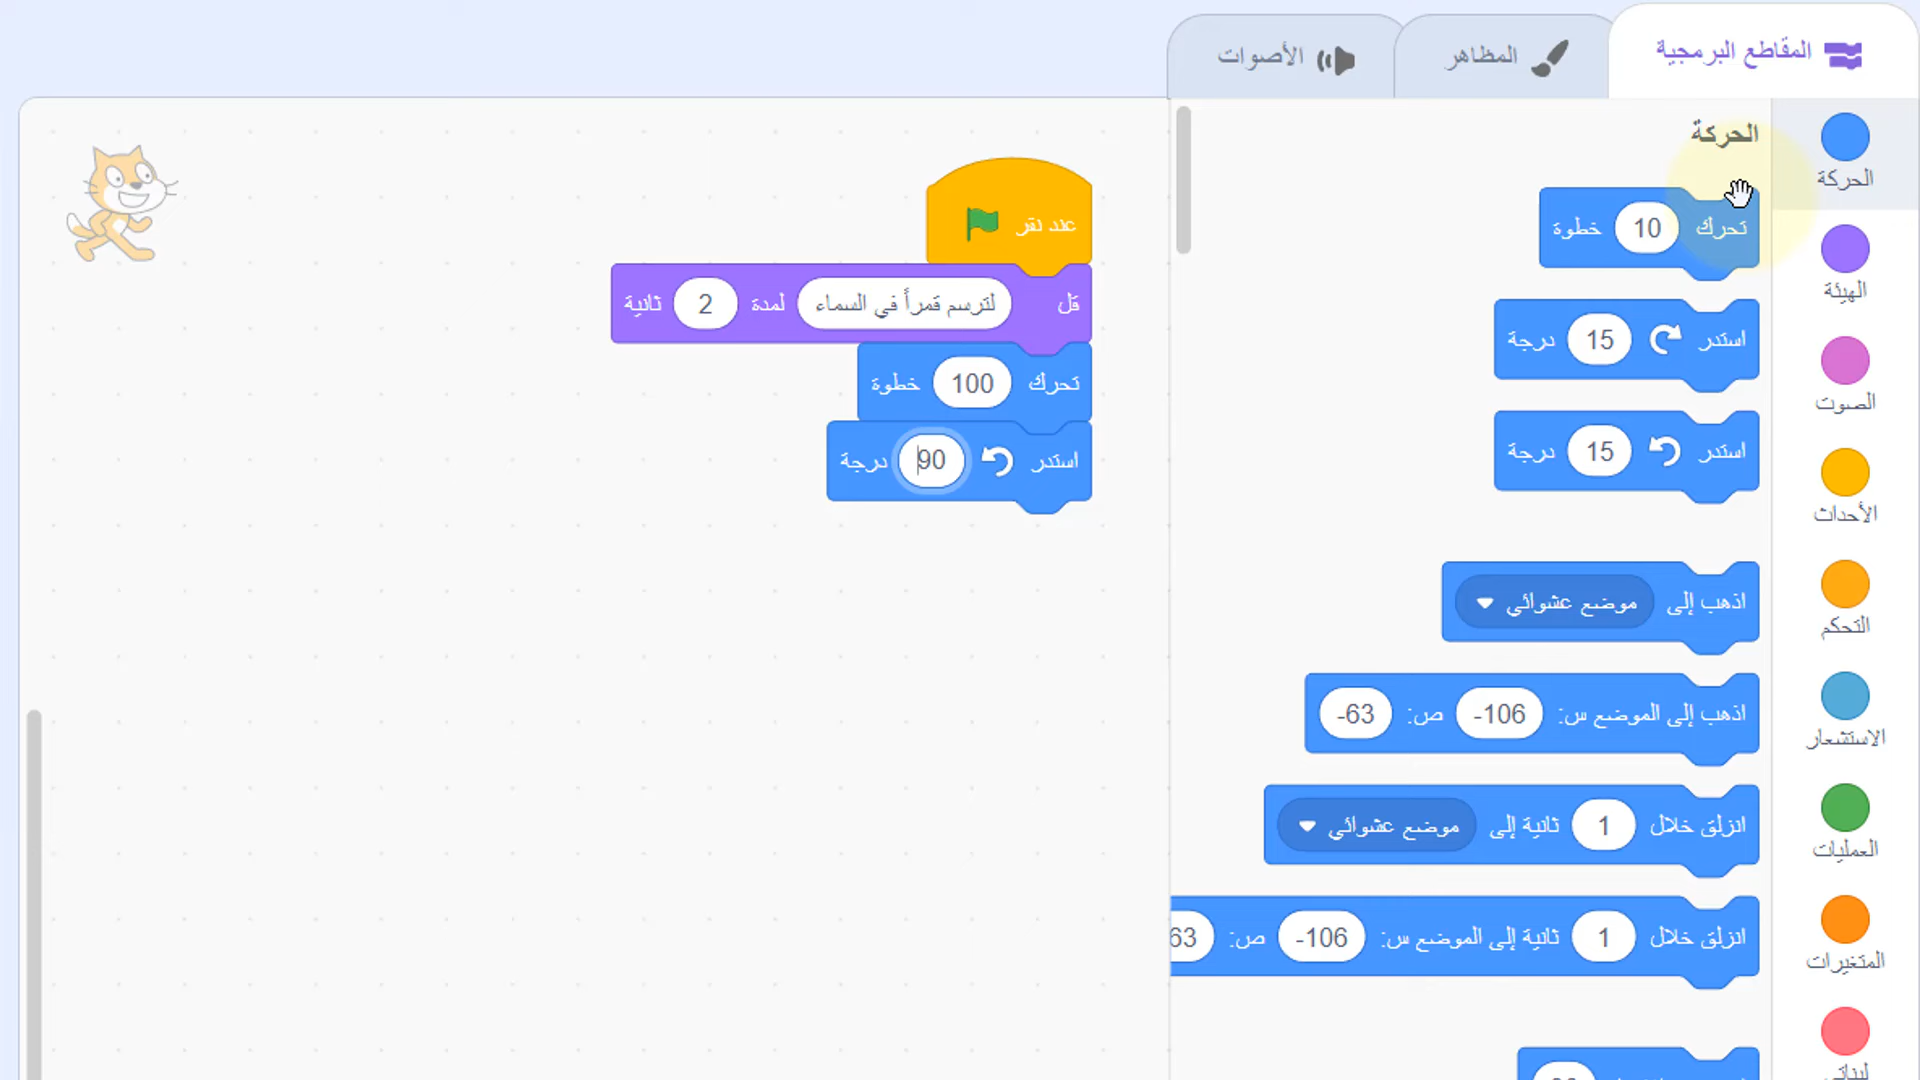 المقاطع البرمجية
المظاهر
الأصوات
الحركة
الهيئة
الصوت
الأحداث
التحكم
الاستشعار
العمليات
المتغيرات
لبناتي
الحركة
تحرك 10 خطوة
استدر 15 درجة
استدر 15 درجة
اذهب إلى موضع عشوائي
اذهب إلى الموضع س: -106 ص: -63
انزلق خلال 1 ثانية إلى موضع عشوائي
انزلق خلال 1 ثانية إلى الموضع س: -106 ص: 63
عند نقر
قل لنرسم قمراً في السماء لمدة 2 ثانية
تحرك 100 خطوة
استدر 90 درجة